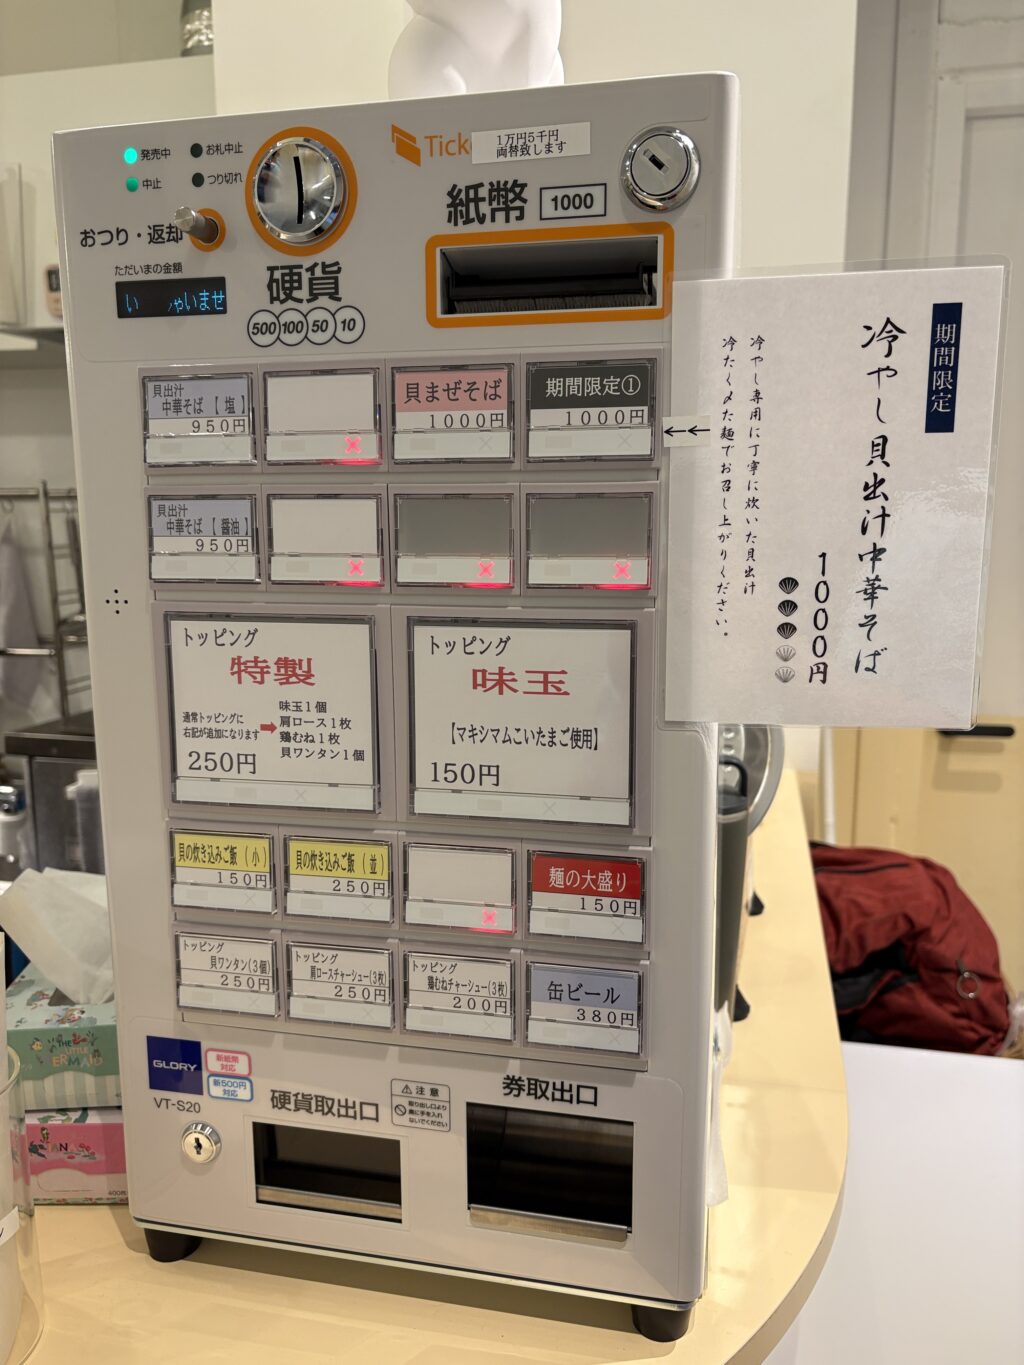 発売中
お札中止
中止
つり切れ
おつり・返却
ただいまの金額
硬貨
500 100 50 10
1万円5千円
両替致します
紙幣 1000
期間限定
冷やし貝出汁中華そば
1000円
冷やし専用に丁寧に炊いた貝出汁
冷たく〆た麺でお召し上がりください。
貝出汁
中華そば【塩】
950円
貝まぜそば
1000円
期間限定①
1000円
貝出汁
中華そば【醤油】
950円
トッピング
特製
通常トッピングに
右記が追加になります
味玉1個
肩ロース1枚
鶏むね1枚
貝ワンタン1個
250円
トッピング
味玉
【マキシマムこいたまご使用】
150円
貝の炊き込みご飯(小)
150円
貝の炊き込みご飯(並)
250円
麺の大盛り
150円
トッピング
貝ワンタン(3個)
250円
トッピング
肩ロースチャーシュー(3枚)
250円
トッピング
鶏むねチャーシュー(3枚)
200円
缶ビール
380円
GLORY
新紙幣
対応
新500円
対応
VT-S20
硬貨取出口
注意
取り出し口より
奥に手を入れ
ないでください
券取出口